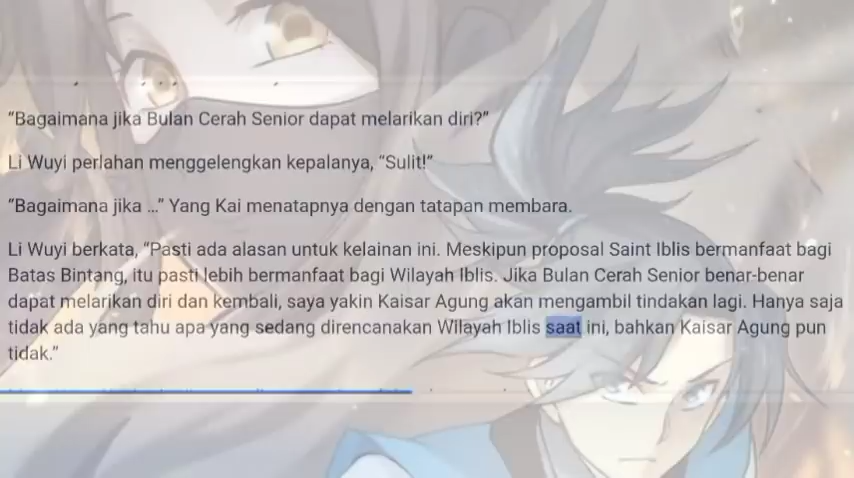 “Bagaimana jika Bulan Cerah Senior dapat melarikan diri?”
Li Wuyi perlahan menggelengkan kepalanya, “Sulit!”
“Bagaimana jika ...” Yang Kai menatapnya dengan tatapan membara.
Li Wuyi berkata, “Pasti ada alasan untuk kelainan ini. Meskipun proposal Saint Iblis bermanfaat bagi
Batas Bintang, itu pasti lebih bermanfaat bagi Wilayah Iblis. Jika Bulan Cerah Senior benar-benar
dapat melarikan diri dan kembali, saya yakin Kaisar Agung akan mengambil tindakan lagi. Hanya saja
tidak ada yang tahu apa yang sedang direncanakan Wilayah Iblis saat ini, bahkan Kaisar Agung pun
tidak.”